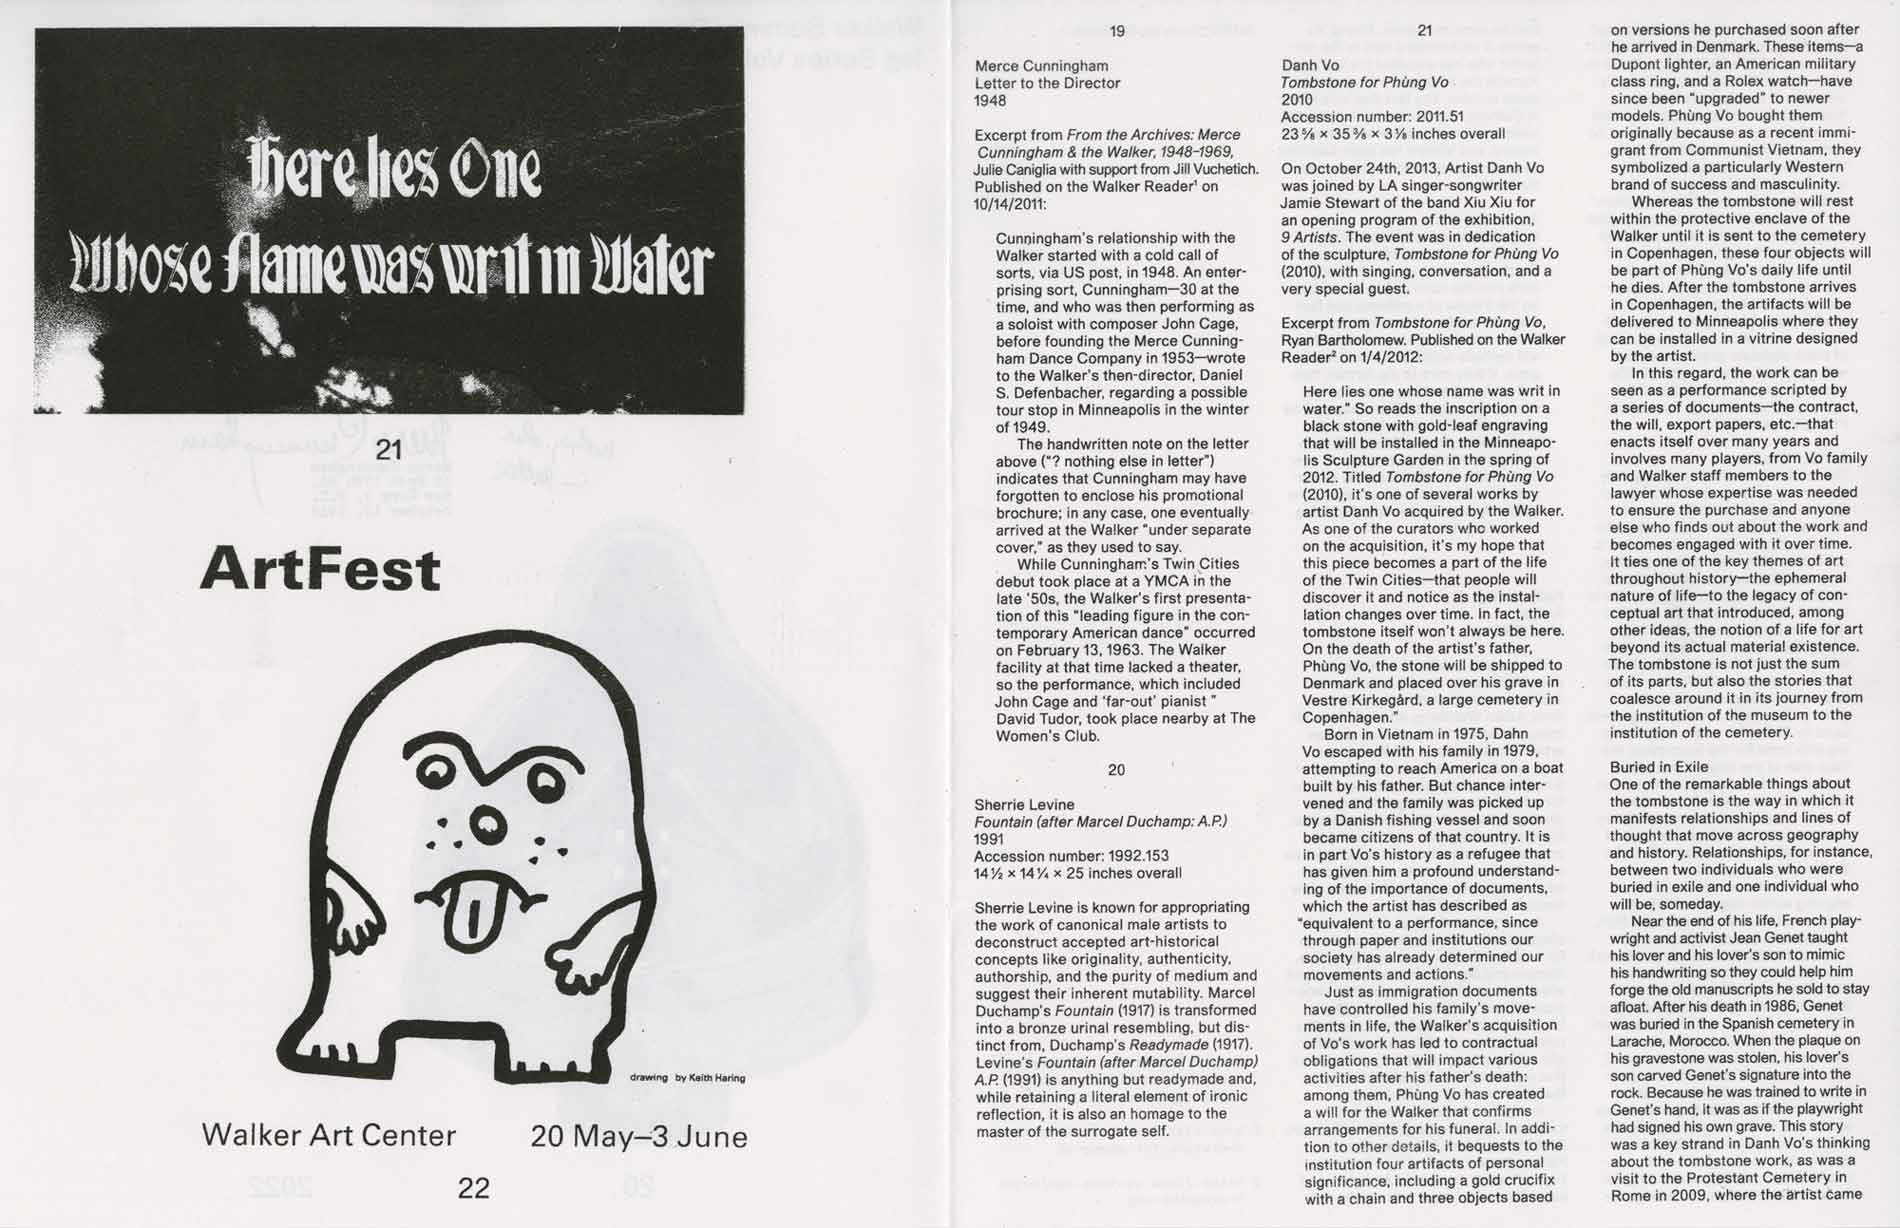 Here lies One
Whose Name was writ in Water
21
ArtFest
drawing by Keith Haring
Walker Art Center 20 May–3 June
22
19
Merce Cunningham
Letter to the Director
1948
Excerpt from From the Archives: Merce
Cunningham & the Walker, 1948–1969,
Julie Caniglia with support from Jill Vuchetich.
Published on the Walker Reader¹ on
10/14/2011:
Cunningham's relationship with the
Walker started with a cold call of
sorts, via US post, in 1948. An enter-
prising sort, Cunningham—30 at the
time, and who was then performing as
a soloist with composer John Cage,
before founding the Merce Cunning-
ham Dance Company in 1953—wrote
to the Walker's then-director, Daniel
S. Defenbacher, regarding a possible
tour stop in Minneapolis in the winter
of 1949.
The handwritten note on the letter
above ("? nothing else in letter")
indicates that Cunningham may have
forgotten to enclose his promotional
brochure; in any case, one eventually
arrived at the Walker "under separate
cover," as they used to say.
While Cunningham's Twin Cities
debut took place at a YMCA in the
late '50s, the Walker's first presenta-
tion of this "leading figure in the con-
temporary American dance" occurred
on February 13, 1963. The Walker
facility at that time lacked a theater,
so the performance, which included
John Cage and 'far-out' pianist "
David Tudor, took place nearby at The
Women's Club.
20
Sherrie Levine
Fountain (after Marcel Duchamp: A.P.)
1991
Accession number: 1992.153
14 ½ × 14 ¼ × 25 inches overall
Sherrie Levine is known for appropriating
the work of canonical male artists to
deconstruct accepted art-historical
concepts like originality, authenticity,
authorship, and the purity of medium and
suggest their inherent mutability. Marcel
Duchamp's Fountain (1917) is transformed
into a bronze urinal resembling, but dis-
tinct from, Duchamp's Readymade (1917).
Levine's Fountain (after Marcel Duchamp)
A.P. (1991) is anything but readymade and,
while retaining a literal element of ironic
reflection, it is also an homage to the
master of the surrogate self.
21
Danh Vo
Tombstone for Phùng Vo
2010
Accession number: 2011.51
23 ⅝ × 35 ⅜ × 3 ⅛ inches overall
On October 24th, 2013, Artist Danh Vo
was joined by LA singer-songwriter
Jamie Stewart of the band Xiu Xiu for
an opening program of the exhibition,
9 Artists. The event was in dedication
of the sculpture, Tombstone for Phùng Vo
(2010), with singing, conversation, and a
very special guest.
Excerpt from Tombstone for Phùng Vo,
Ryan Bartholomew. Published on the Walker
Reader² on 1/4/2012:
Here lies one whose name was writ in
water." So reads the inscription on a
black stone with gold-leaf engraving
that will be installed in the Minneapo-
lis Sculpture Garden in the spring of
2012. Titled Tombstone for Phùng Vo
(2010), it's one of several works by
artist Danh Vo acquired by the Walker.
As one of the curators who worked
on the acquisition, it's my hope that
this piece becomes a part of the life
of the Twin Cities—that people will
discover it and notice as the instal-
lation changes over time. In fact, the
tombstone itself won't always be here.
On the death of the artist's father,
Phùng Vo, the stone will be shipped to
Denmark and placed over his grave in
Vestre Kirkegård, a large cemetery in
Copenhagen."
Born in Vietnam in 1975, Dahn
Vo escaped with his family in 1979,
attempting to reach America on a boat
built by his father. But chance inter-
vened and the family was picked up
by a Danish fishing vessel and soon
became citizens of that country. It is
in part Vo's history as a refugee that
has given him a profound understand-
ing of the importance of documents,
which the artist has described as
"equivalent to a performance, since
through paper and institutions our
society has already determined our
movements and actions."
Just as immigration documents
have controlled his family's move-
ments in life, the Walker's acquisition
of Vo's work has led to contractual
obligations that will impact various
activities after his father's death:
among them, Phùng Vo has created
a will for the Walker that confirms
arrangements for his funeral. In addi-
tion to other details, it bequests to the
institution four artifacts of personal
significance, including a gold crucifix
with a chain and three objects based
on versions he purchased soon after
he arrived in Denmark. These items—a
Dupont lighter, an American military
class ring, and a Rolex watch—have
since been "upgraded" to newer
models. Phùng Vo bought them
originally because as a recent immi-
grant from Communist Vietnam, they
symbolized a particularly Western
brand of success and masculinity.
Whereas the tombstone will rest
within the protective enclave of the
Walker until it is sent to the cemetery
in Copenhagen, these four objects will
be part of Phùng Vo's daily life until
he dies. After the tombstone arrives
in Copenhagen, the artifacts will be
delivered to Minneapolis where they
can be installed in a vitrine designed
by the artist.
In this regard, the work can be
seen as a performance scripted by
a series of documents—the contract,
the will, export papers, etc.—that
enacts itself over many years and
involves many players, from Vo family
and Walker staff members to the
lawyer whose expertise was needed
to ensure the purchase and anyone
else who finds out about the work and
becomes engaged with it over time.
It ties one of the key themes of art
throughout history—the ephemeral
nature of life—to the legacy of con-
ceptual art that introduced, among
other ideas, the notion of a life for art
beyond its actual material existence.
The tombstone is not just the sum
of its parts, but also the stories that
coalesce around it in its journey from
the institution of the museum to the
institution of the cemetery.
Buried in Exile
One of the remarkable things about
the tombstone is the way in which it
manifests relationships and lines of
thought that move across geography
and history. Relationships, for instance,
between two individuals who were
buried in exile and one individual who
will be, someday.
Near the end of his life, French play-
wright and activist Jean Genet taught
his lover and his lover's son to mimic
his handwriting so they could help him
forge the old manuscripts he sold to stay
afloat. After his death in 1986, Genet
was buried in the Spanish cemetery in
Larache, Morocco. When the plaque on
his gravestone was stolen, his lover's
son carved Genet's signature into the
rock. Because he was trained to write in
Genet's hand, it was as if the playwright
had signed his own grave. This story
was a key strand in Danh Vo's thinking
about the tombstone work, as was a
visit to the Protestant Cemetery in
Rome in 2009, where the artist came